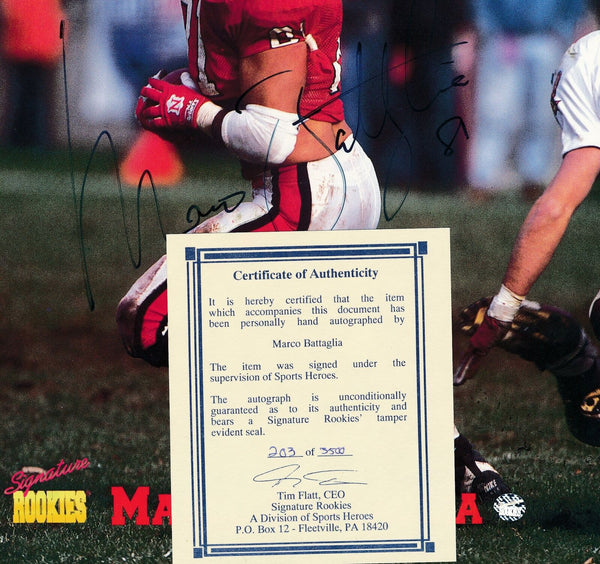 N
Marco Battaglia 89
Certificate of Authenticity
It is hereby certified that the item
which accompanies this document has
been personally hand autographed by
Marco Battaglia
The item was signed under the
supervision of Sports Heroes.
The autograph is unconditionally
guaranteed as to its authenticity and
bears a Signature Rookies' tamper
evident seal.
203 of 3500
Tim Flatt, CEO
Signature Rookies
A Division of Sports Heroes
P.O. Box 12 - Fleetville, PA 18420
Signature
ROOKIES